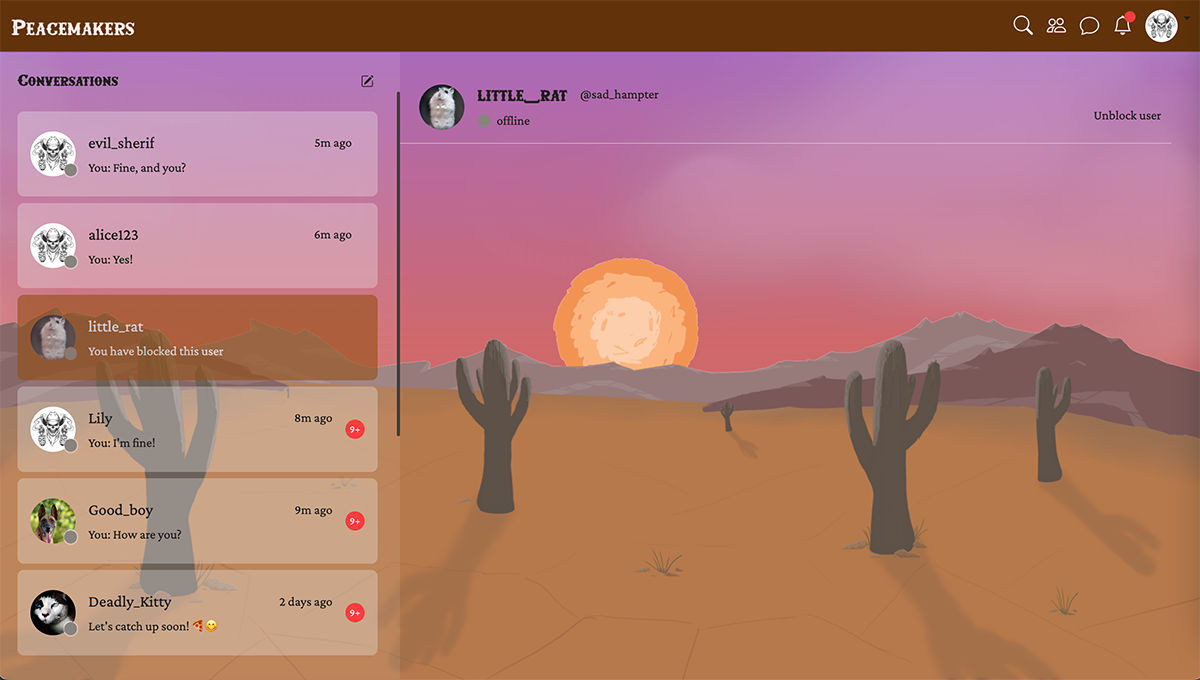 Peacemakers
Conversations
evil_sherif 5m ago
You: Fine, and you?
alice123 6m ago
You: Yes!
little_rat
You have blocked this user
Lily 8m ago
9+
You: I'm fine!
Good_boy 9m ago
9+
You: How are you?
Deadly_Kitty 2 days ago
9+
Let's catch up soon! 🍕😋
little_rat @sad_hampter
offline
Unblock user